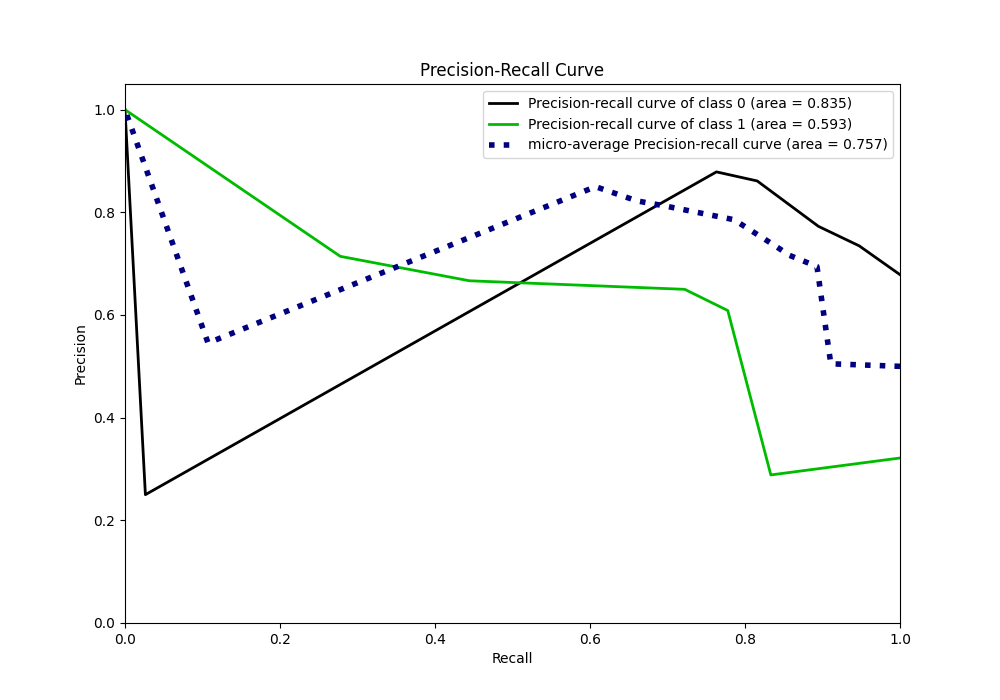 Precision-Recall Curve
Precision-recall curve of class 0 (area = 0.835)
Precision-recall curve of class 1 (area = 0.593)
micro-average Precision-recall curve (area = 0.757)
Precision
1.0
0.8
0.6
0.4
0.2
0.0
0.0 0.2 0.4 0.6 0.8 1.0
Recall